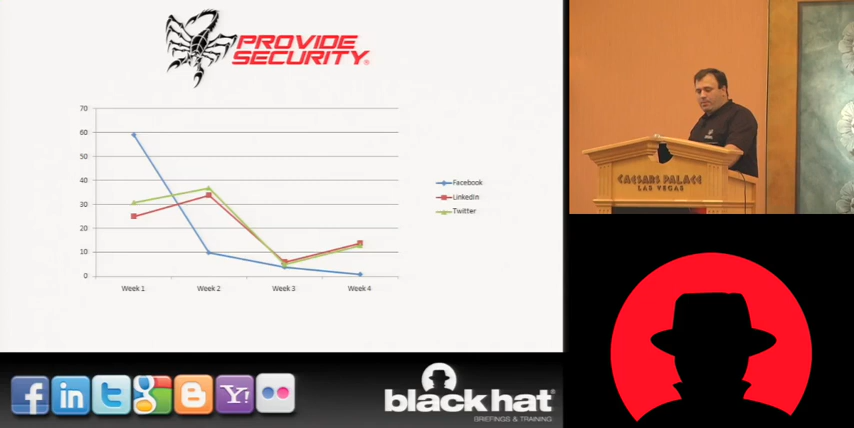 PROVIDE
SECURITY®
70
60
50
40
30
20
10
0
Week 1 Week 2 Week 3 Week 4
Facebook
LinkedIn
Twitter
CAESARS PALACE
LAS VEGAS
f in t g B Y!
black hat®
BRIEFINGS & TRAINING